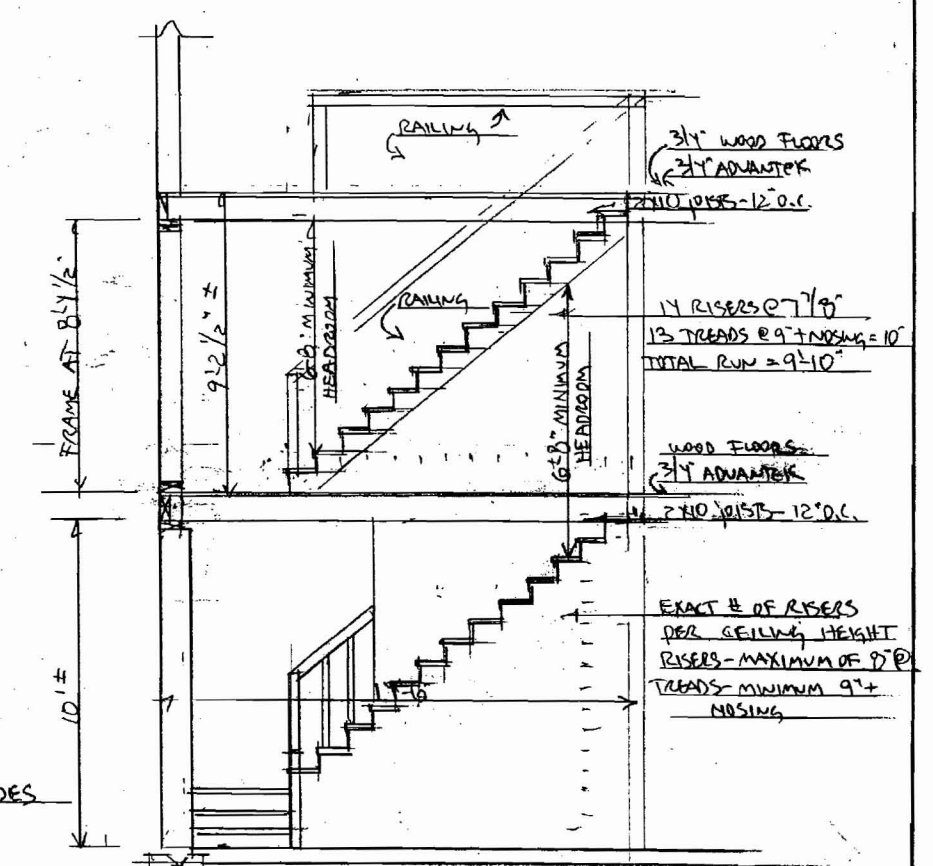 RAILING
3/4" WOOD FLOORS
3/4" ADVANTEK
2X10 JOISTS-12" O.C.
FRAME AT 8'-4 1/2"
9'-2 1/2" ±
6'-8" MINIMUM
HEADROOM
RAILING
14 RISERS @ 7 7/8"
13 TREADS @ 9" + NOSING = 10"
TOTAL RUN = 9'-10"
6'-8" MINIMUM
HEADROOM
WOOD FLOORS
3/4" ADVANTEK
2X10 JOISTS-12" O.C.
EXACT # OF RISERS
PER CEILING HEIGHT
RISERS-MAXIMUM OF 8" @
TREADS-MINIMUM 9" +
NOSING
10'±